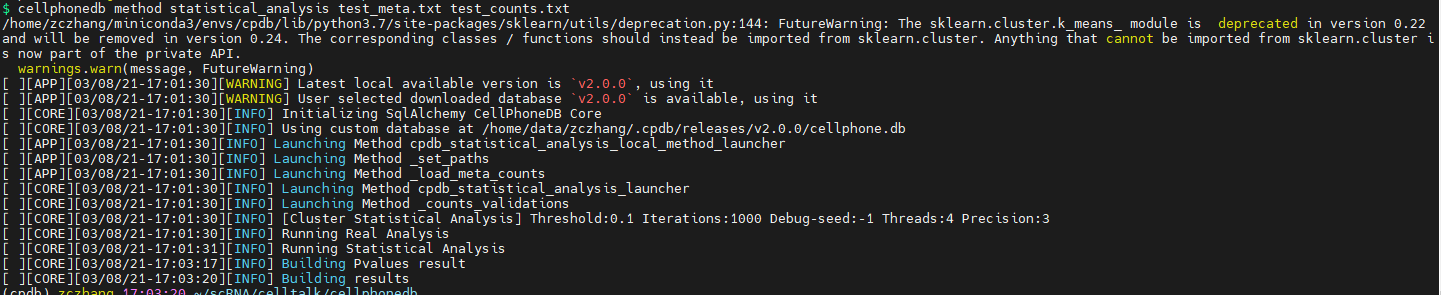 $ cellphonedb method statistical_analysis test_meta.txt test_counts.txt
/home/zczhang/miniconda3/envs/cpdb/lib/python3.7/site-packages/sklearn/utils/deprecation.py:144: FutureWarning: The sklearn.cluster.k_means_ module is  deprecated in version 0.22
and will be removed in version 0.24. The corresponding classes / functions should instead be imported from sklearn.cluster. Anything that cannot be imported from sklearn.cluster i
s now part of the private API.
  warnings.warn(message, FutureWarning)
[ ][APP][03/08/21-17:01:30][WARNING] Latest local available version is `v2.0.0`, using it
[ ][APP][03/08/21-17:01:30][WARNING] User selected downloaded database `v2.0.0` is available, using it
[ ][CORE][03/08/21-17:01:30][INFO] Initializing SqlAlchemy CellPhoneDB Core
[ ][CORE][03/08/21-17:01:30][INFO] Using custom database at /home/data/zczhang/.cpdb/releases/v2.0.0/cellphone.db
[ ][APP][03/08/21-17:01:30][INFO] Launching Method cpdb_statistical_analysis_local_method_launcher
[ ][APP][03/08/21-17:01:30][INFO] Launching Method _set_paths
[ ][APP][03/08/21-17:01:30][INFO] Launching Method _load_meta_counts
[ ][CORE][03/08/21-17:01:30][INFO] Launching Method cpdb_statistical_analysis_launcher
[ ][CORE][03/08/21-17:01:30][INFO] Launching Method _counts_validations
[ ][CORE][03/08/21-17:01:30][INFO] [Cluster Statistical Analysis] Threshold:0.1 Iterations:1000 Debug-seed:-1 Threads:4 Precision:3
[ ][CORE][03/08/21-17:01:30][INFO] Running Real Analysis
[ ][CORE][03/08/21-17:01:31][INFO] Running Statistical Analysis
[ ][CORE][03/08/21-17:03:17][INFO] Building Pvalues result
[ ][CORE][03/08/21-17:03:20][INFO] Building results
(cpdb) zczhang 17:03:20 ~/scRNA/celltalk/cellphonedb